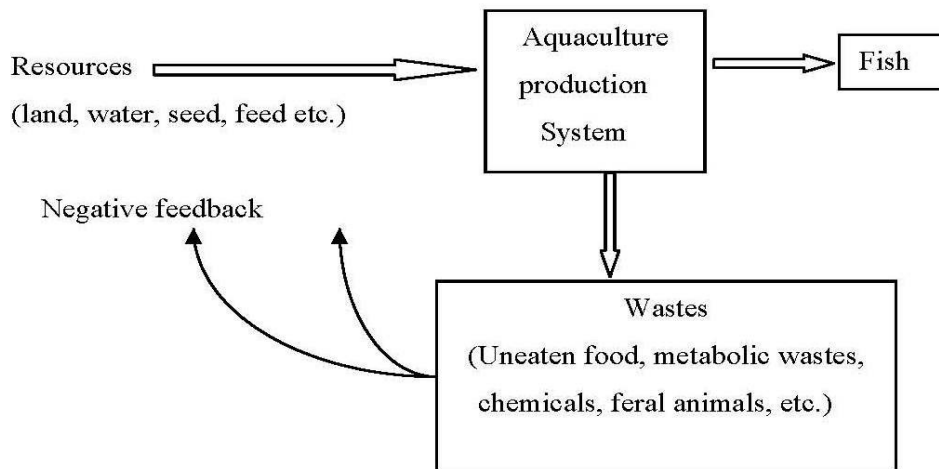 Aquaculture
production
System
Fish
Resources
(land, water, seed, feed etc.)
Negative feedback
Wastes
(Uneaten food, metabolic wastes,
chemicals, feral animals, etc.)